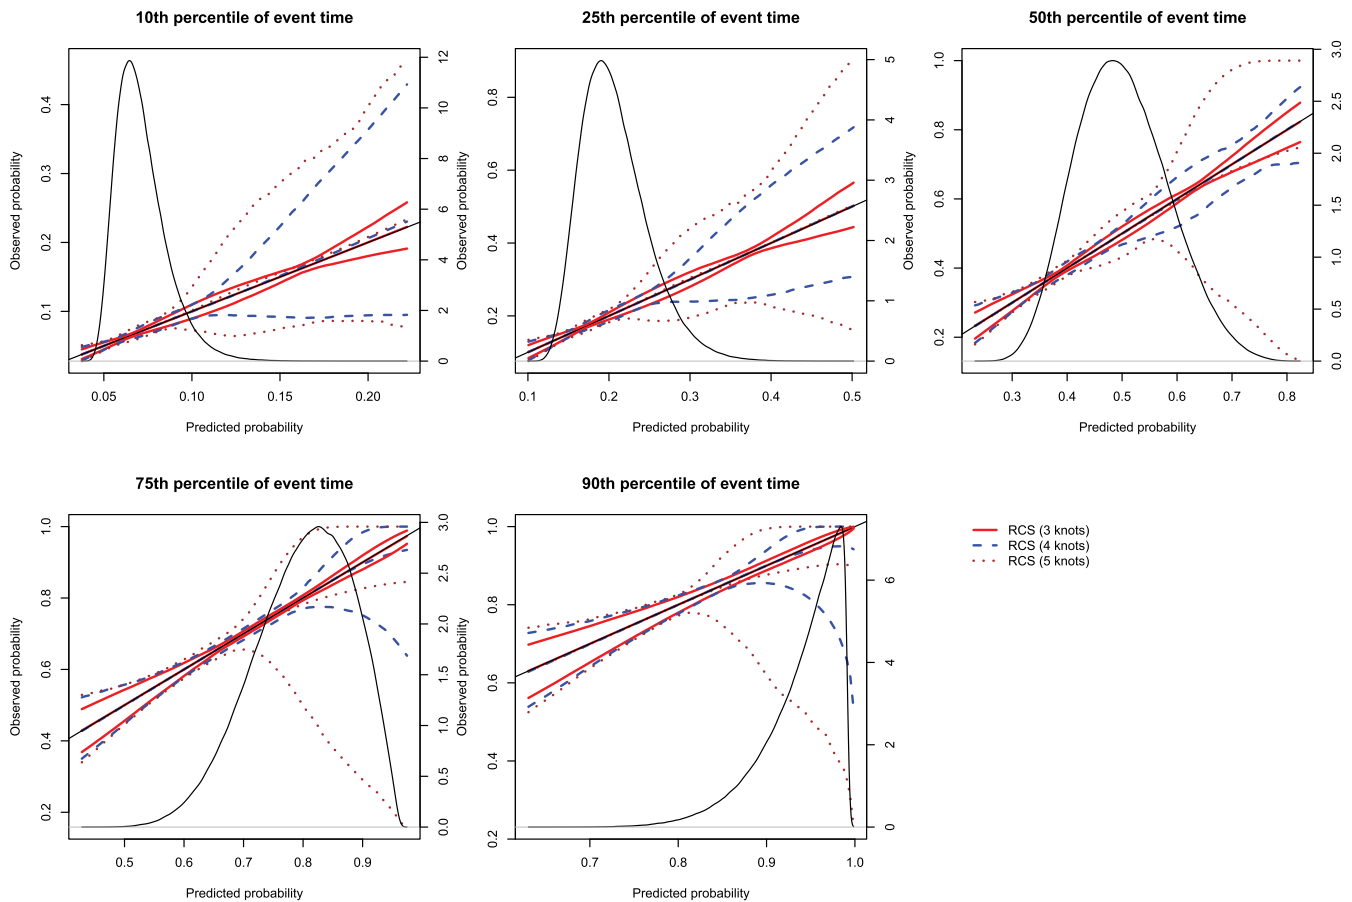 10th percentile of event time
25th percentile of event time
50th percentile of event time
Observed probability
0.1 0.2 0.3 0.4
0 2 4 6 8 10 12
0.05 0.10 0.15 0.20
Predicted probability
Observed probability
0.2 0.4 0.6 0.8
0 1 2 3 4 5
0.1 0.2 0.3 0.4 0.5
Predicted probability
Observed probability
0.2 0.4 0.6 0.8 1.0
0.0 0.5 1.0 1.5 2.0 2.5 3.0
0.3 0.4 0.5 0.6 0.7 0.8
Predicted probability
75th percentile of event time
90th percentile of event time
Observed probability
0.2 0.4 0.6 0.8 1.0
0.0 0.5 1.0 1.5 2.0 2.5 3.0
0.5 0.6 0.7 0.8 0.9
Predicted probability
Observed probability
0.2 0.4 0.6 0.8 1.0
0 2 4 6
0.7 0.8 0.9 1.0
Predicted probability
RCS (3 knots)
RCS (4 knots)
RCS (5 knots)